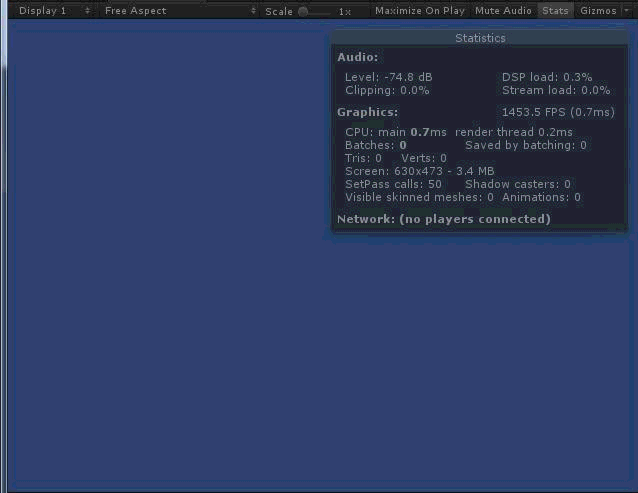 Display 1 Free Aspect Scale 1x Maximize On Play Mute Audio Stats Gizmos
Statistics
Audio:
Level: -74.8 dB DSP load: 0.3%
Clipping: 0.0% Stream load: 0.0%
Graphics: 1453.5 FPS (0.7ms)
CPU: main 0.7ms render thread 0.2ms
Batches: 0 Saved by batching: 0
Tris: 0 Verts: 0
Screen: 630x473 - 3.4 MB
SetPass calls: 50 Shadow casters: 0
Visible skinned meshes: 0 Animations: 0
Network: (no players connected)